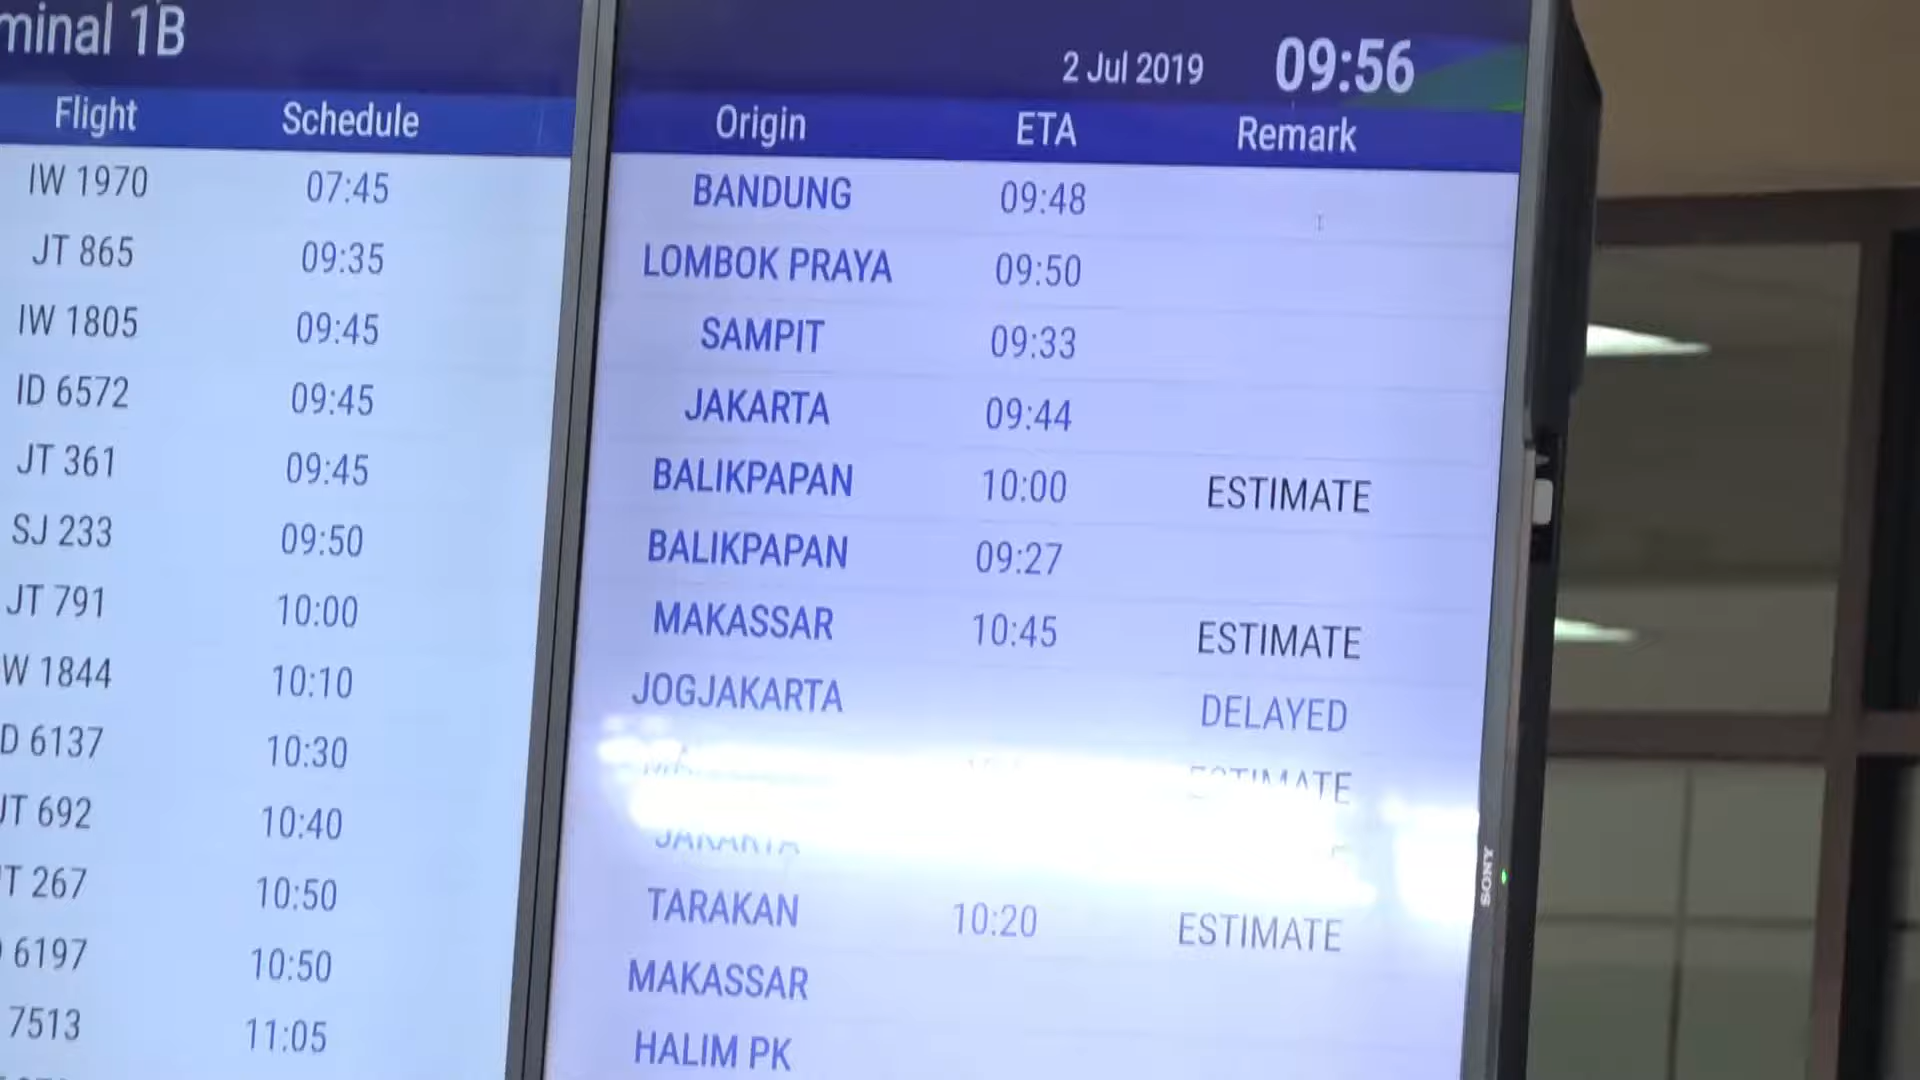 minal 1B
2 Jul 2019 09:56
Flight Schedule Origin ETA Remark
IW 1970 07:45 BANDUNG 09:48
JT 865 09:35 LOMBOK PRAYA 09:50
IW 1805 09:45 SAMPIT 09:33
ID 6572 09:45 JAKARTA 09:44
JT 361 09:45 BALIKPAPAN 10:00 ESTIMATE
SJ 233 09:50 BALIKPAPAN 09:27
JT 791 10:00 MAKASSAR 10:45 ESTIMATE
W 1844 10:10 JOGJAKARTA DELAYED
D 6137 10:30 ESTIMATE
JT 692 10:40 JAKARTA
T 267 10:50 TARAKAN 10:20 ESTIMATE
6197 10:50 MAKASSAR
7513 11:05 HALIM PK
SONY